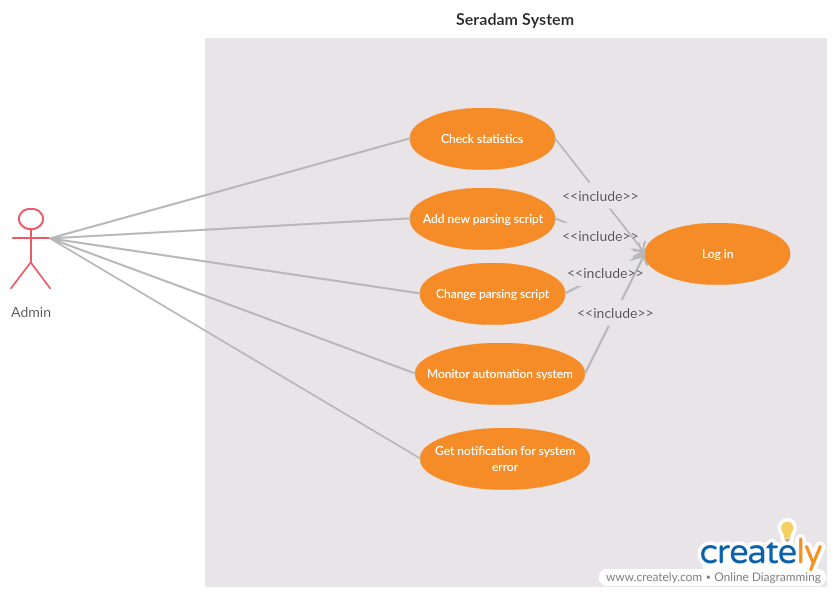 Seradam System
Check statistics
<<include>>
Add new parsing script
<<include>>
Log in
<<include>>
Change parsing script
<<include>>
Admin
Monitor automation system
Get notification for system
error
creately
www.creately.com • Online Diagramming